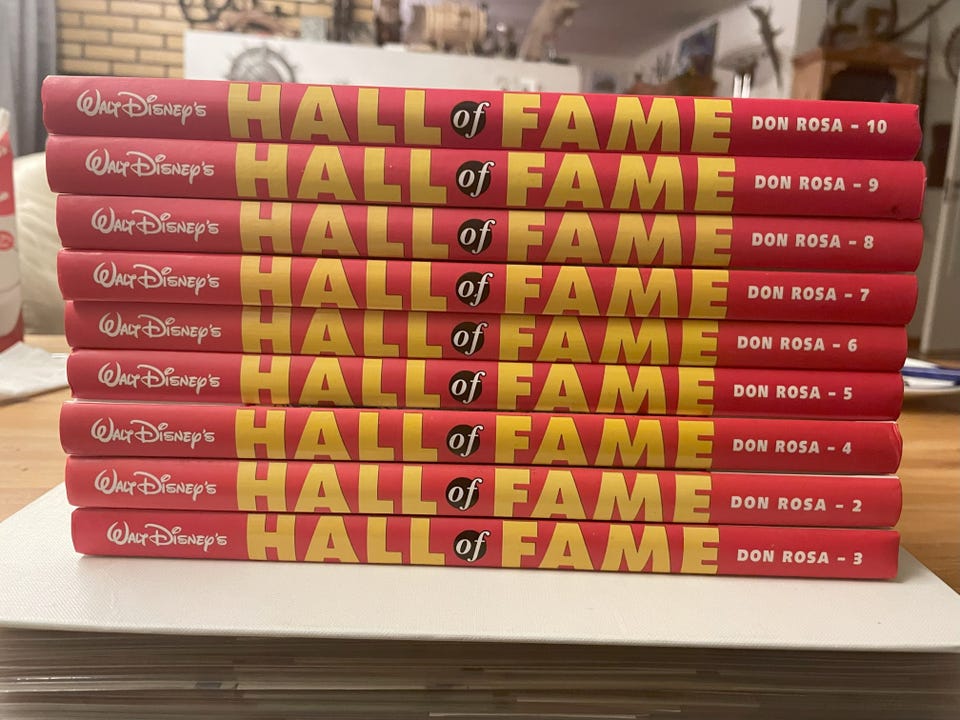 WALT DISNEY'S HALL of FAME DON ROSA - 10
WALT DISNEY'S HALL of FAME DON ROSA - 9
WALT DISNEY'S HALL of FAME DON ROSA - 8
WALT DISNEY'S HALL of FAME DON ROSA - 7
WALT DISNEY'S HALL of FAME DON ROSA - 6
WALT DISNEY'S HALL of FAME DON ROSA - 5
WALT DISNEY'S HALL of FAME DON ROSA - 4
WALT DISNEY'S HALL of FAME DON ROSA - 2
WALT DISNEY'S HALL of FAME DON ROSA - 3